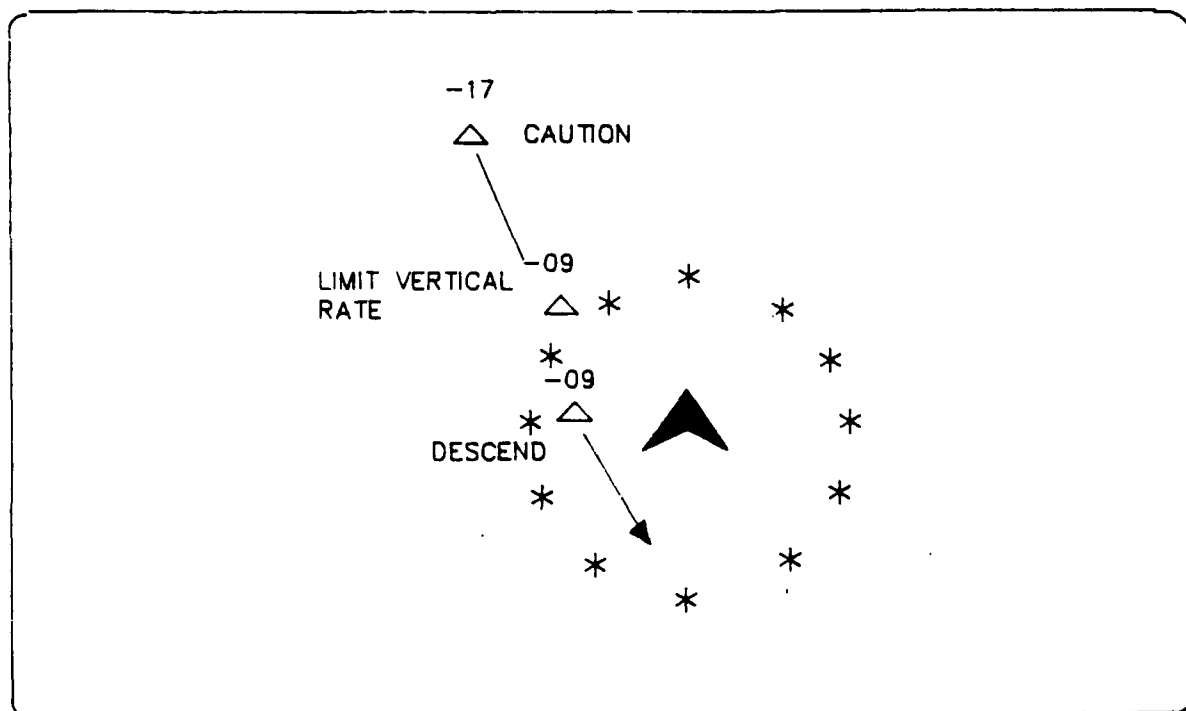 -17
CAUTION
-09
LIMIT VERTICAL
RATE
-09
DESCEND